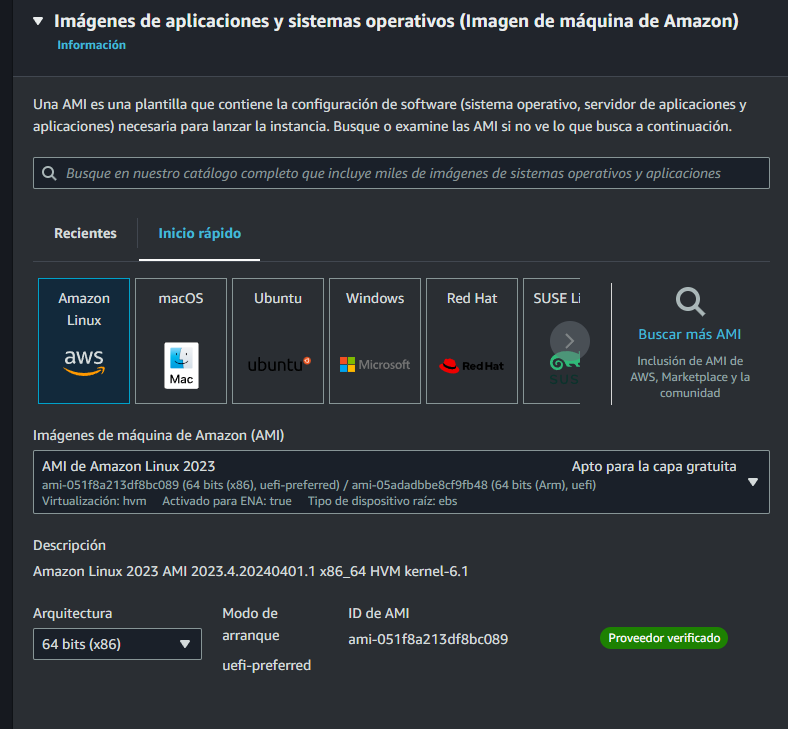 Imágenes de aplicaciones y sistemas operativos (Imagen de máquina de Amazon)
Información
Una AMI es una plantilla que contiene la configuración de software (sistema operativo, servidor de aplicaciones y
aplicaciones) necesaria para lanzar la instancia. Busque o examine las AMI si no ve lo que busca a continuación.
Busque en nuestro catálogo completo que incluye miles de imágenes de sistemas operativos y aplicaciones
Recientes
Inicio rápido
Amazon
Linux
aws
macOS
Mac
Ubuntu
ubuntu
Windows
Microsoft
Red Hat
RedHat
SUSE Li
SUS
Buscar más AMI
Inclusión de AMI de
AWS, Marketplace y la
comunidad
Imágenes de máquina de Amazon (AMI)
AMI de Amazon Linux 2023
Apto para la capa gratuita
ami-051f8a213df8bc089 (64 bits (x86), uefi-preferred) / ami-05adadbbe8cf9fb48 (64 bits (Arm), uefi)
Virtualización: hvm Activado para ENA: true Tipo de dispositivo raíz: ebs
Descripción
Amazon Linux 2023 AMI 2023.4.20240401.1 x86_64 HVM kernel-6.1
Arquitectura
64 bits (x86)
Modo de
arranque
uefi-preferred
ID de AMI
ami-051f8a213df8bc089
Proveedor verificado